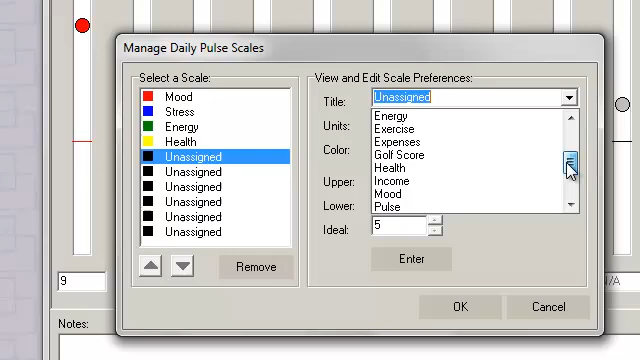 Manage Daily Pulse Scales
Select a Scale:
Mood
Stress
Energy
Health
Unassigned
Unassigned
Unassigned
Unassigned
Unassigned
Unassigned
Remove
View and Edit Scale Preferences:
Title:
Unassigned
Units:
Color:
Upper:
Lower:
Ideal:
Energy
Exercise
Expenses
Golf Score
Health
Income
Mood
Pulse
5
Enter
OK
Cancel
9
N/A
Notes: